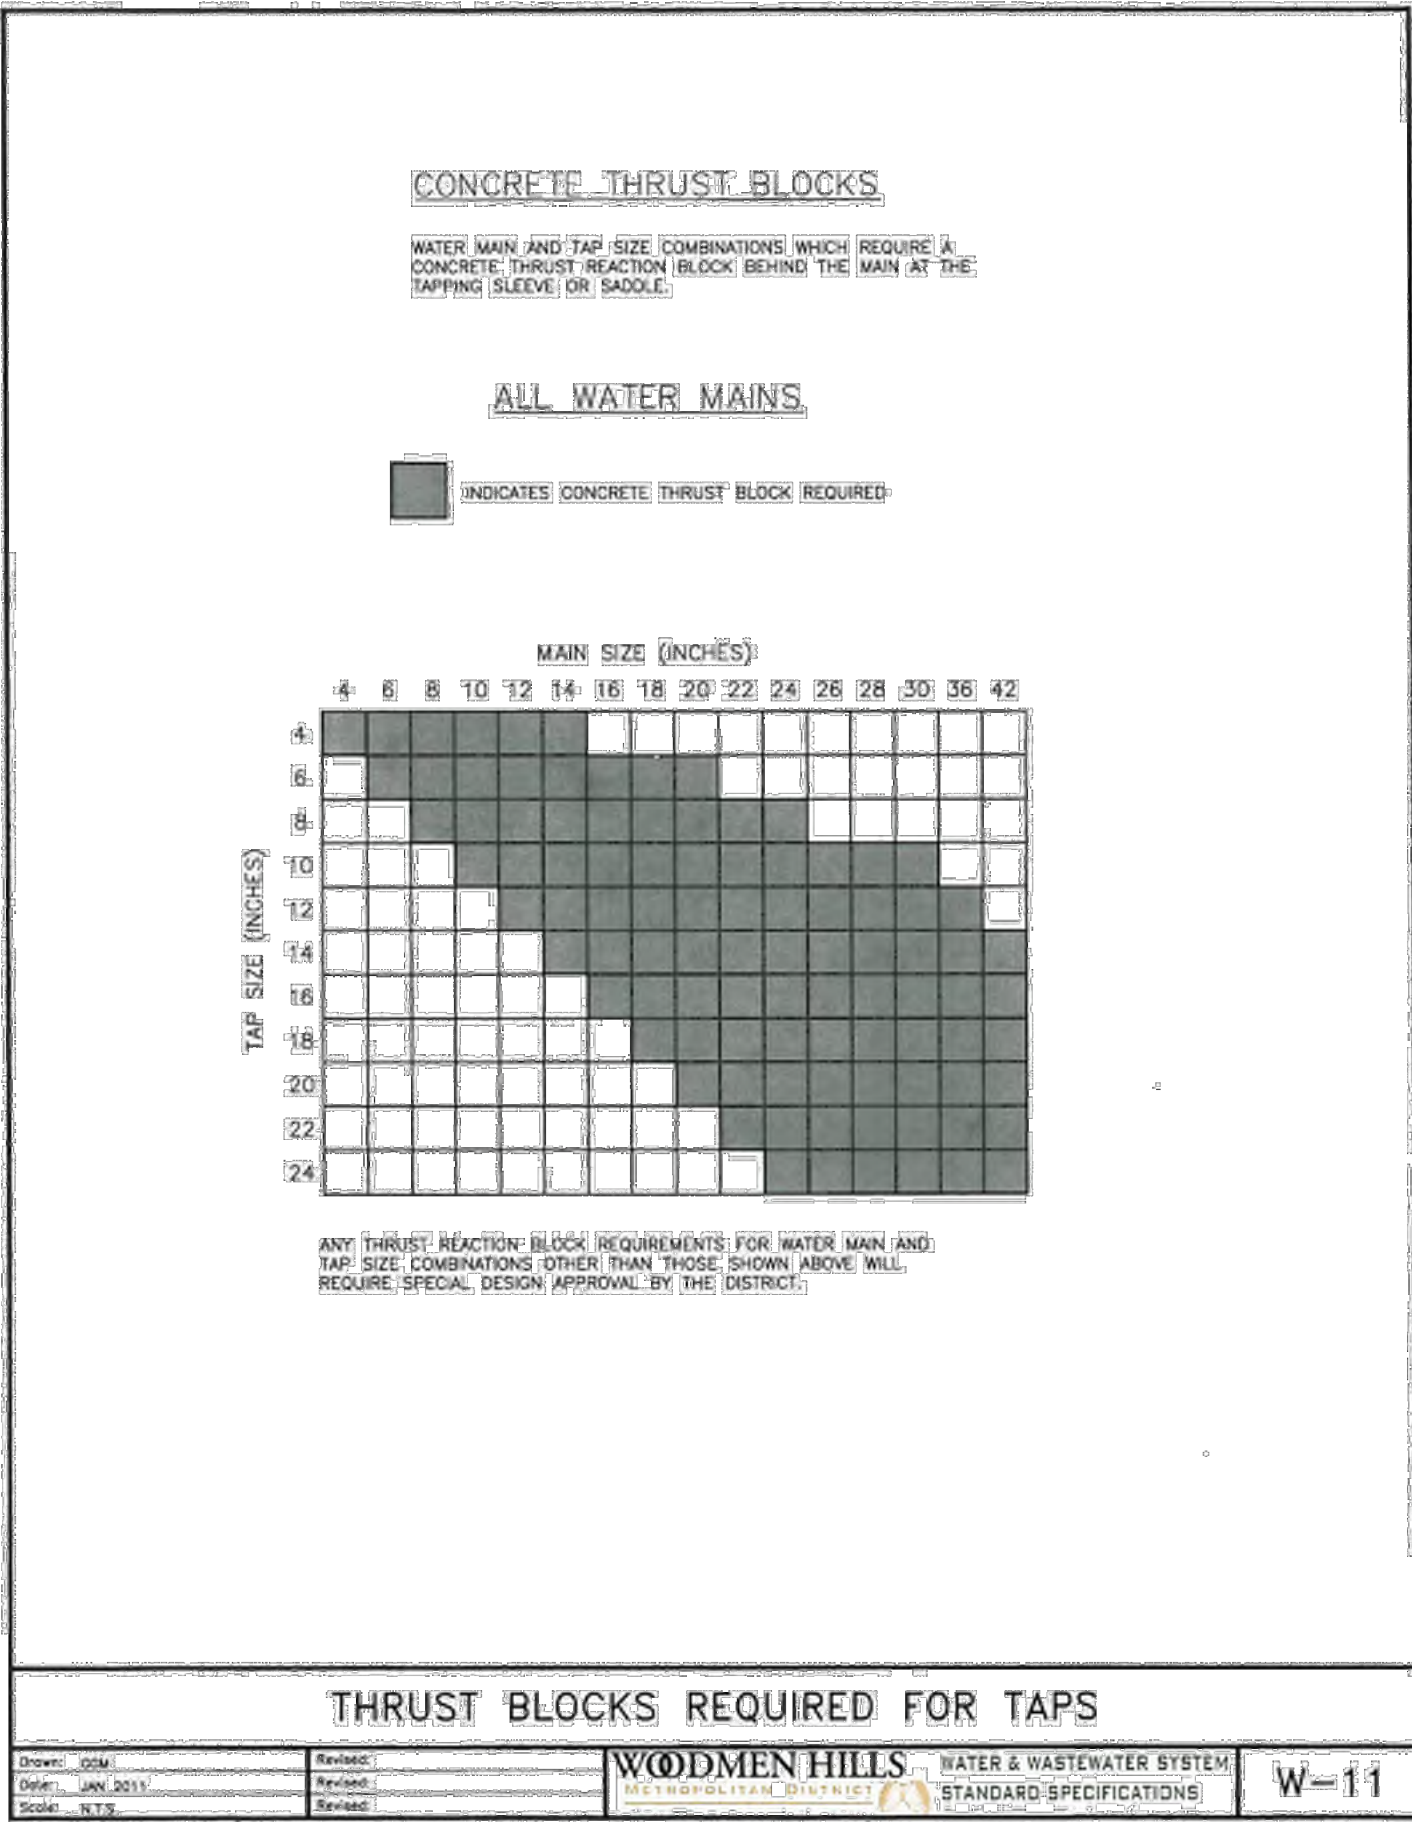 CONCRETE THRUST BLOCKS
WATER MAIN AND TAP SIZE COMBINATIONS WHICH REQUIRE A
CONCRETE THRUST REACTION BLOCK BEHIND THE MAIN AT THE
TAPPING SLEEVE OR SADDLE.
ALL WATER MAINS
INDICATES CONCRETE THRUST BLOCK REQUIRED
MAIN SIZE (INCHES)
4 6 8 10 12 14 16 18 20 22 24 26 28 30 36 42
TAP SIZE (INCHES)
4
6
8
10
12
14
16
18
20
22
24
ANY THRUST REACTION BLOCK REQUIREMENTS FOR WATER MAIN AND
TAP SIZE COMBINATIONS OTHER THAN THOSE SHOWN ABOVE WILL
REQUIRE SPECIAL DESIGN APPROVAL BY THE DISTRICT.
THRUST BLOCKS REQUIRED FOR TAPS
Drawn:
Date: JAN 2011
Scale: N.T.S.
Revised:
Revised:
Revised:
WOODMEN HILLS
METROPOLITAN DISTRICT
WATER & WASTEWATER SYSTEM
STANDARD SPECIFICATIONS
W-11